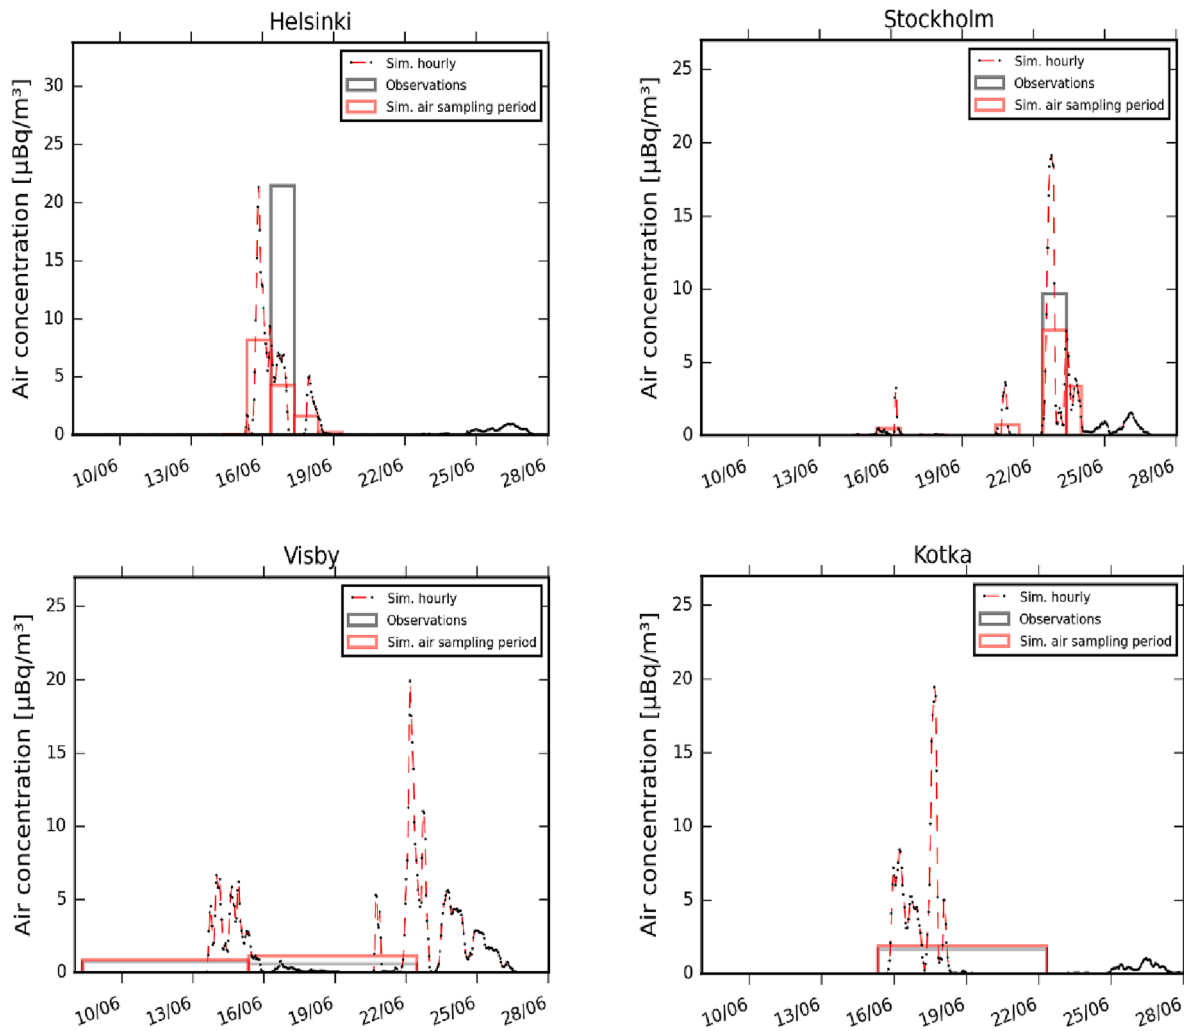 Helsinki
Air concentration [µBq/m³]
Sim. hourly
Observations
Sim. air sampling period
30
25
20
15
10
5
0
10/06 13/06 16/06 19/06 22/06 25/06 28/06
Stockholm
Air concentration [µBq/m³]
Sim. hourly
Observations
Sim. air sampling period
25
20
15
10
5
0
10/06 13/06 16/06 19/06 22/06 25/06 28/06
Visby
Air concentration [µBq/m³]
Sim. hourly
Observations
Sim. air sampling period
25
20
15
10
5
0
10/06 13/06 16/06 19/06 22/06 25/06 28/06
Kotka
Air concentration [µBq/m³]
Sim. hourly
Observations
Sim. air sampling period
25
20
15
10
5
0
10/06 13/06 16/06 19/06 22/06 25/06 28/06